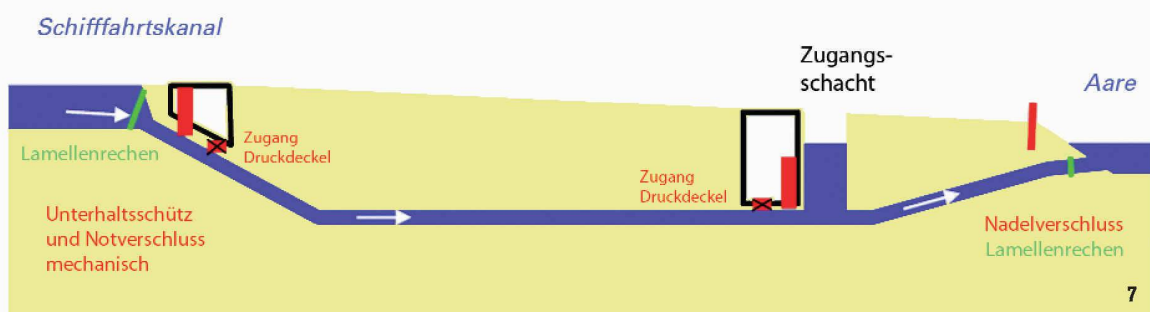 Schifffahrtskanal
Zugangs-
schacht
Aare
Lamellenrechen
Zugang
Druckdeckel
Zugang
Druckdeckel
Unterhaltsschütz
und Notverschluss
mechanisch
Nadelverschluss
Lamellenrechen
7